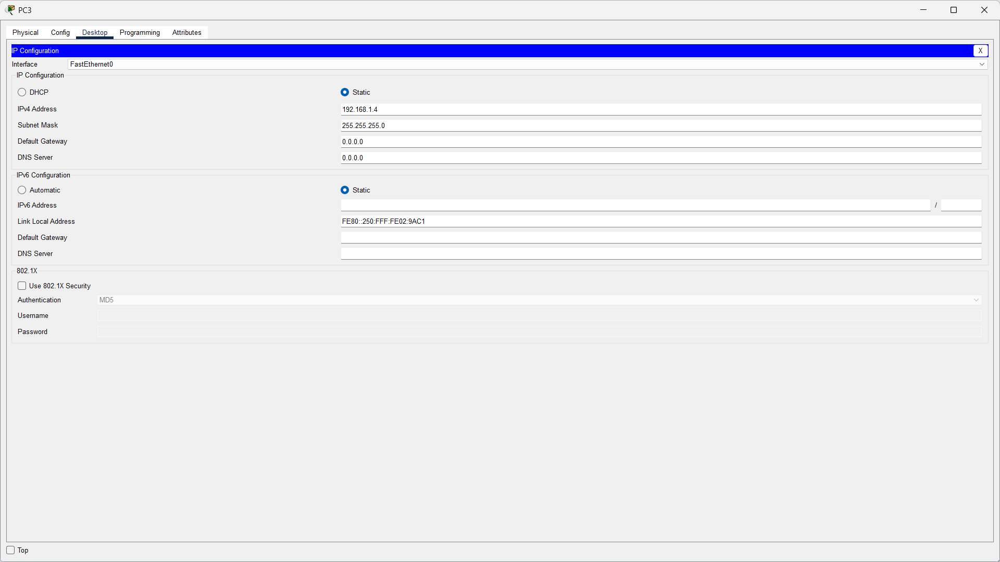 PC3
Physical Config Desktop Programming Attributes
IP Configuration X
Interface FastEthernet0
IP Configuration
DHCP Static
IPv4 Address 192.168.1.4
Subnet Mask 255.255.255.0
Default Gateway 0.0.0.0
DNS Server 0.0.0.0
IPv6 Configuration
Automatic Static
IPv6 Address /
Link Local Address FE80::250:FFF:FE02:9AC1
Default Gateway
DNS Server
802.1X
Use 802.1X Security
Authentication MD5
Username
Password
Top